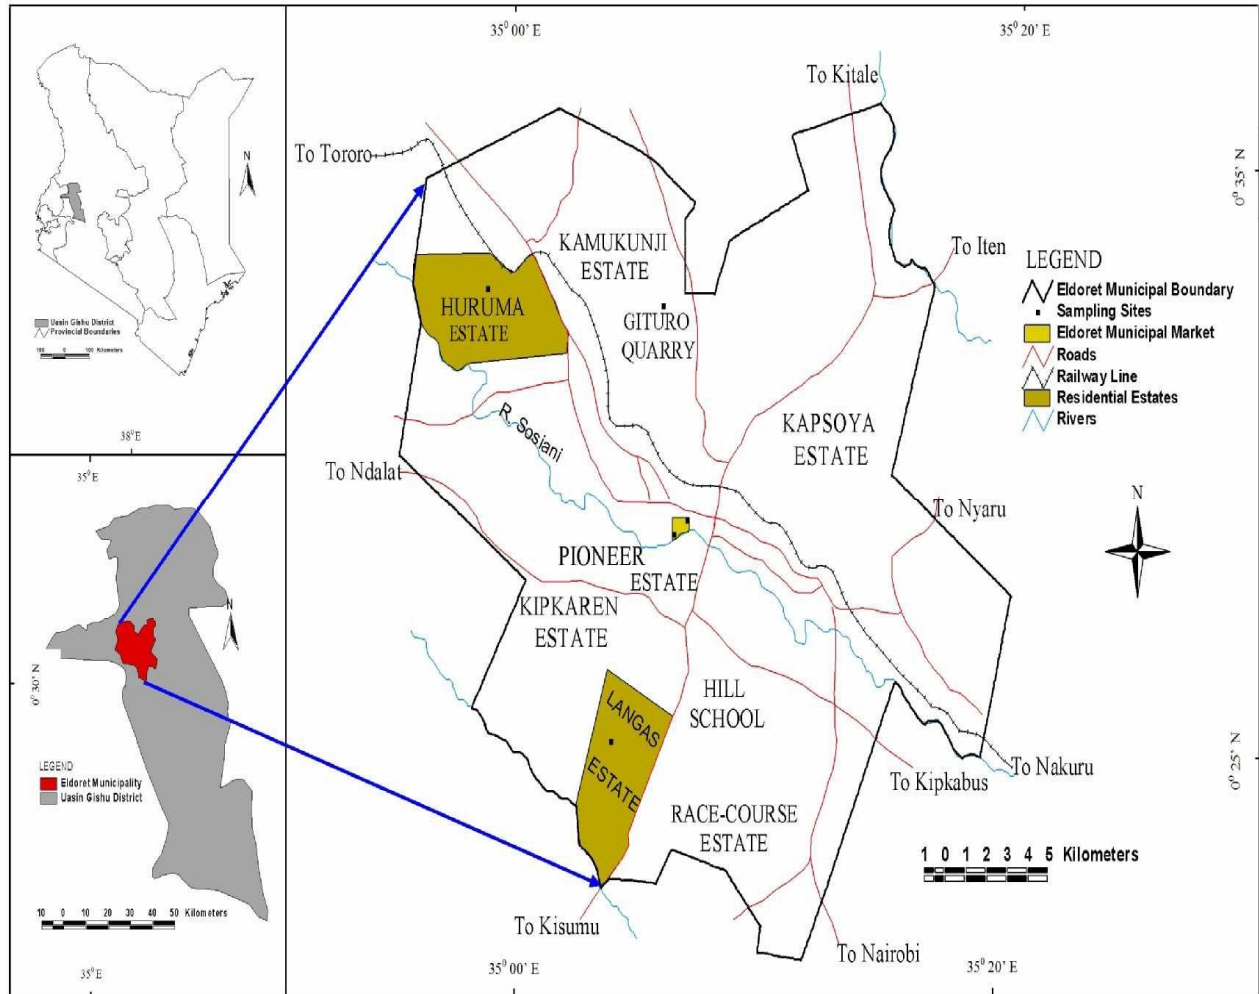 N
Uasin Gishu District
Provincial Boundaries
100 0 100 Kilometers
38°E
35°E
N
0° 30' N
LEGEND
Eldoret Municipality
Uasin Gishu District
10 0 10 20 30 40 50 Kilometers
35°E
35° 00' E
35° 20' E
To Kitale
To Tororo
0° 35' N
KAMUKUNJI
ESTATE
To Iten
HURUMA
ESTATE
GITURO
QUARRY
LEGEND
Eldoret Municipal Boundary
Sampling Sites
Eldoret Municipal Market
Roads
Railway Line
Residential Estates
Rivers
R. Sosiani
KAPSOYA
ESTATE
To Ndalat
To Nyaru
N
PIONEER
ESTATE
KIPKAREN
ESTATE
LANGAS
ESTATE
HILL
SCHOOL
0° 25' N
To Kipkabus
To Nakuru
RACE-COURSE
ESTATE
1 0 1 2 3 4 5 Kilometers
To Kisumu
To Nairobi
35° 00' E
35° 20' E